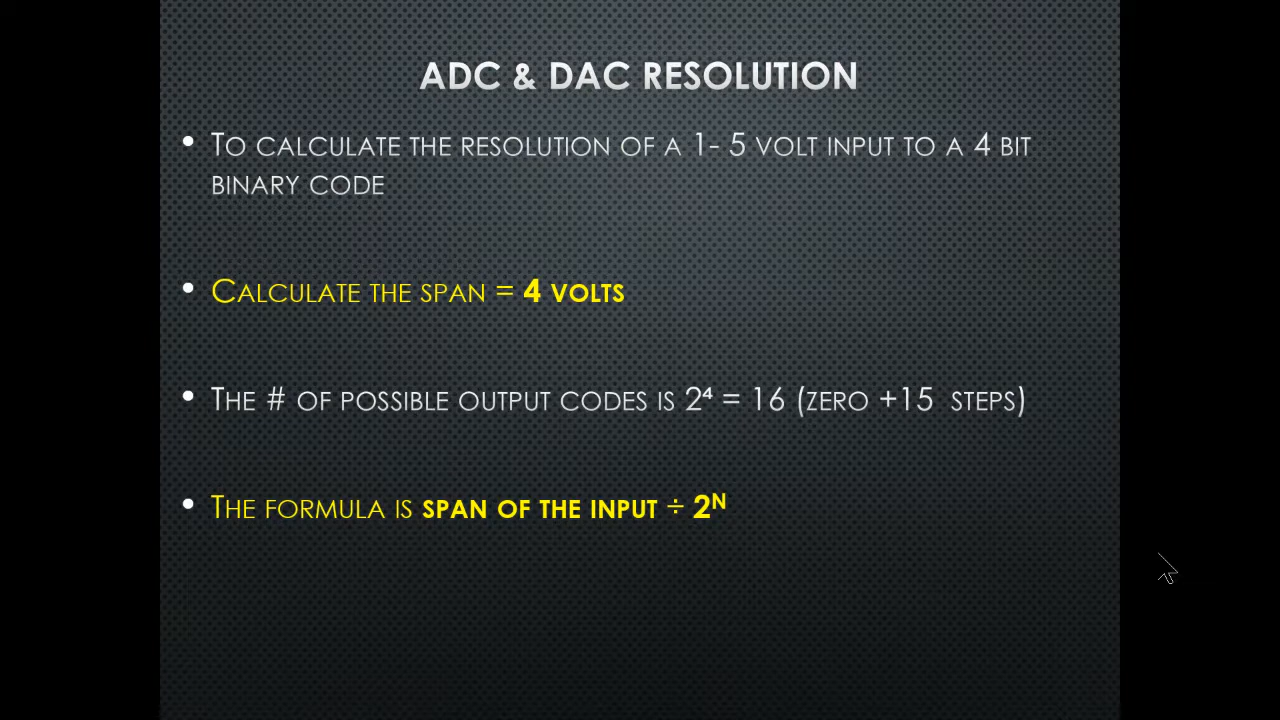 ADC & DAC RESOLUTION
• To calculate the resolution of a 1- 5 volt input to a 4 bit
binary code
• Calculate the span = 4 volts
• The # of possible output codes is 2⁴ = 16 (zero +15 steps)
• The formula is span of the input ÷ 2ᴺ